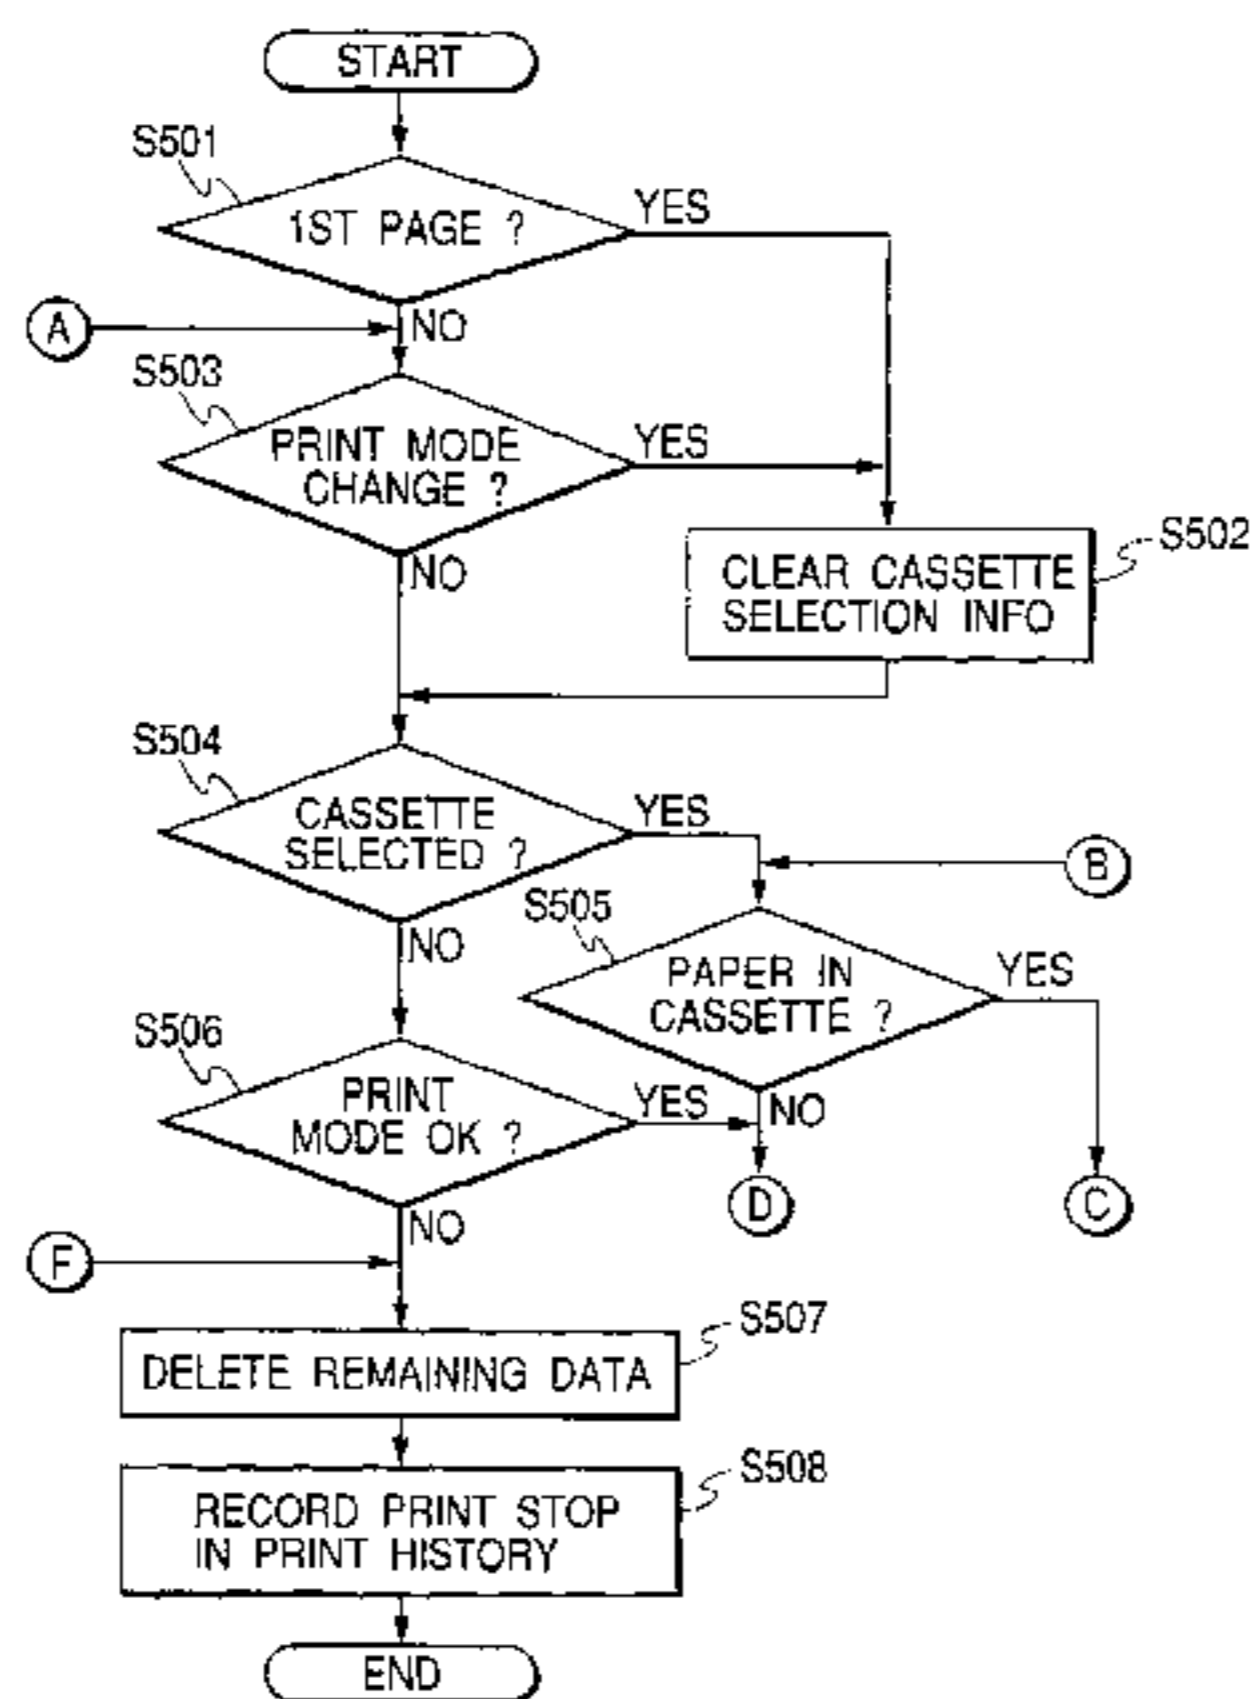 START
S501
1ST PAGE ?
YES
A
NO
S503
PRINT MODE
CHANGE ?
YES
NO
S502
CLEAR CASSETTE
SELECTION INFO
S504
CASSETTE
SELECTED ?
YES
B
NO
S505
PAPER IN
CASSETTE ?
YES
NO
S506
PRINT
MODE OK ?
YES
D
C
NO
F
S507
DELETE REMAINING DATA
S508
RECORD PRINT STOP
IN PRINT HISTORY
END